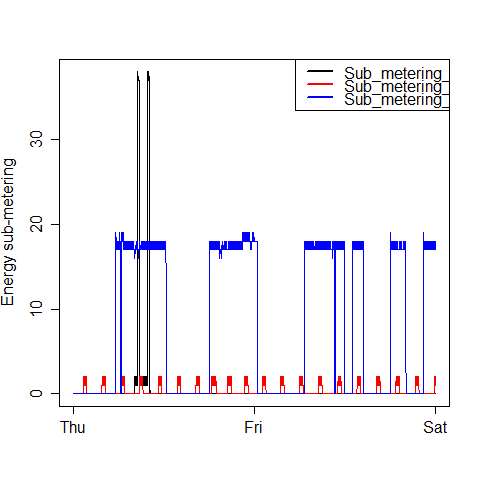 Sub_metering_
Sub_metering_
Sub_metering_
Energy sub-metering
30
20
10
0
Thu Fri Sat